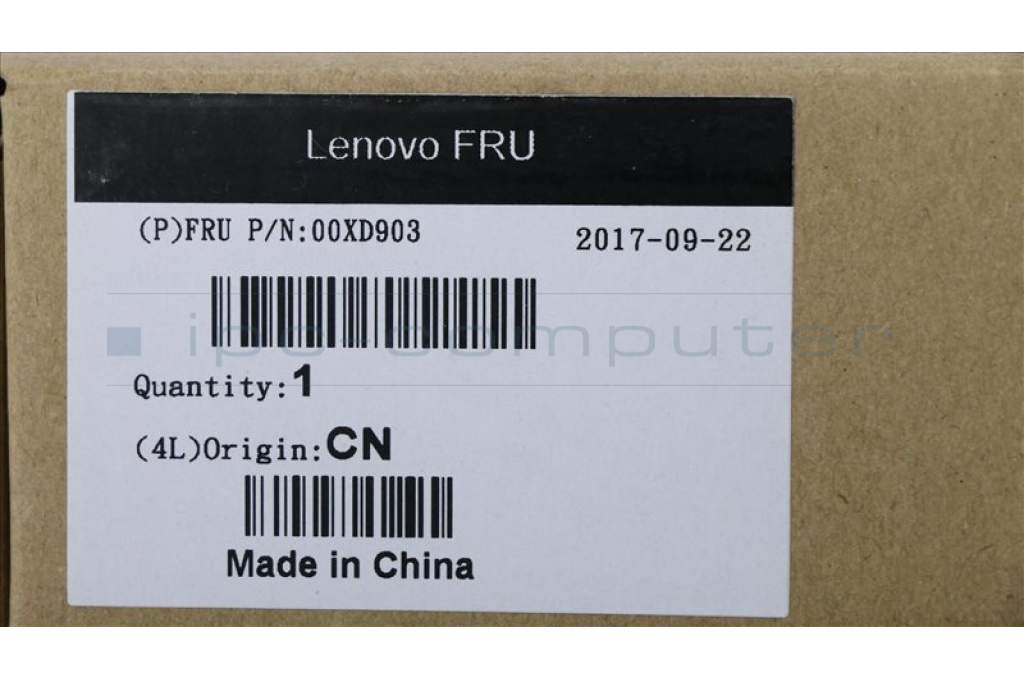 Lenovo FRU
(P)FRU P/N:00XD903
2017-09-22
ipc-computer
Quantity:1
(4L)Origin:CN
Made in China